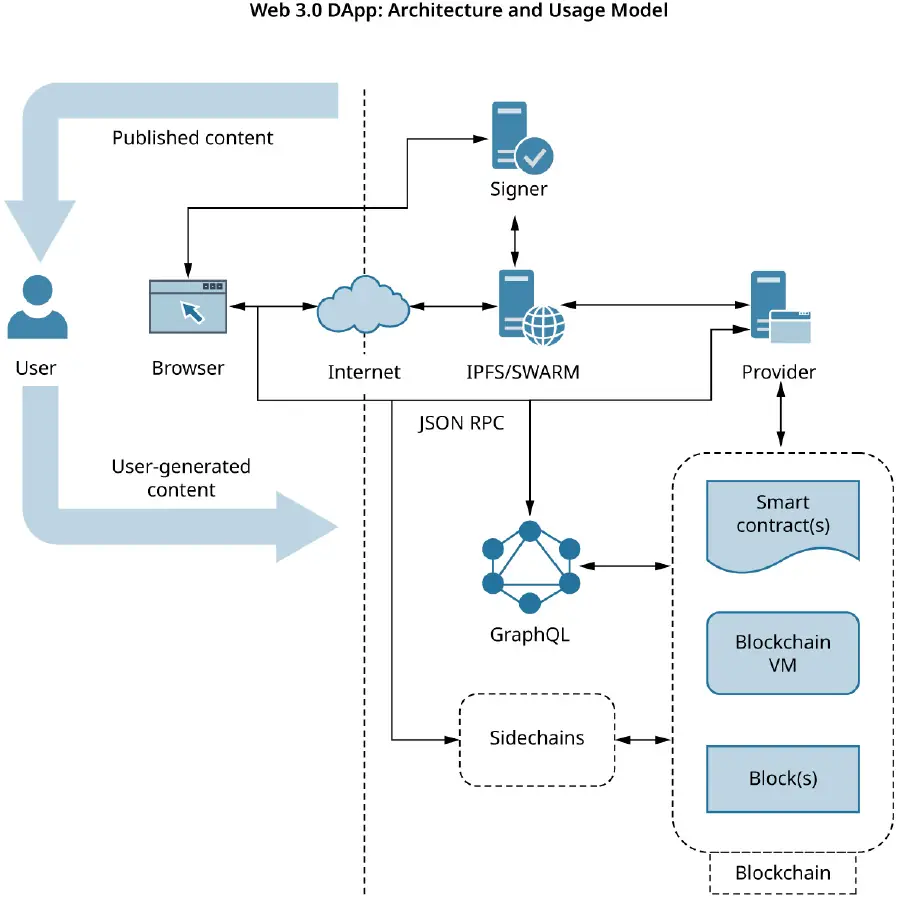 Web 3.0 DApp: Architecture and Usage Model
Published content
Signer
User
Browser
Internet
IPFS/SWARM
Provider
JSON RPC
User-generated
content
Smart
contract(s)
GraphQL
Blockchain
VM
Sidechains
Block(s)
Blockchain